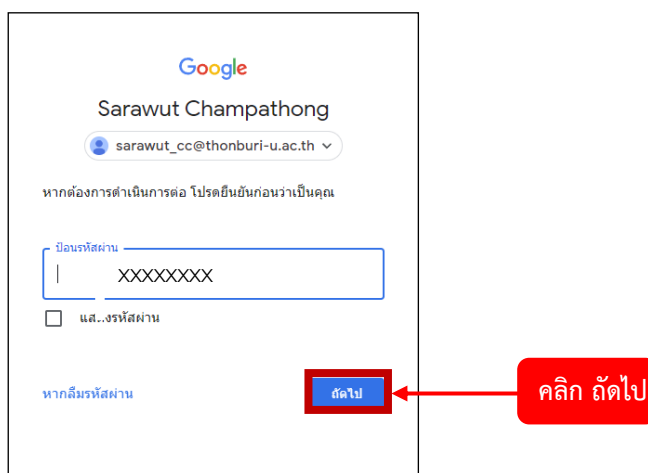 Google
Sarawut Champathong
sarawut_cc@thonburi-u.ac.th
หากต้องการดำเนินการต่อ โปรดยืนยันก่อนว่าเป็นคุณ
ป้อนรหัสผ่าน
XXXXXXXX
แส..งรหัสผ่าน
หากลืมรหัสผ่าน
ถัดไป
คลิก ถัดไป